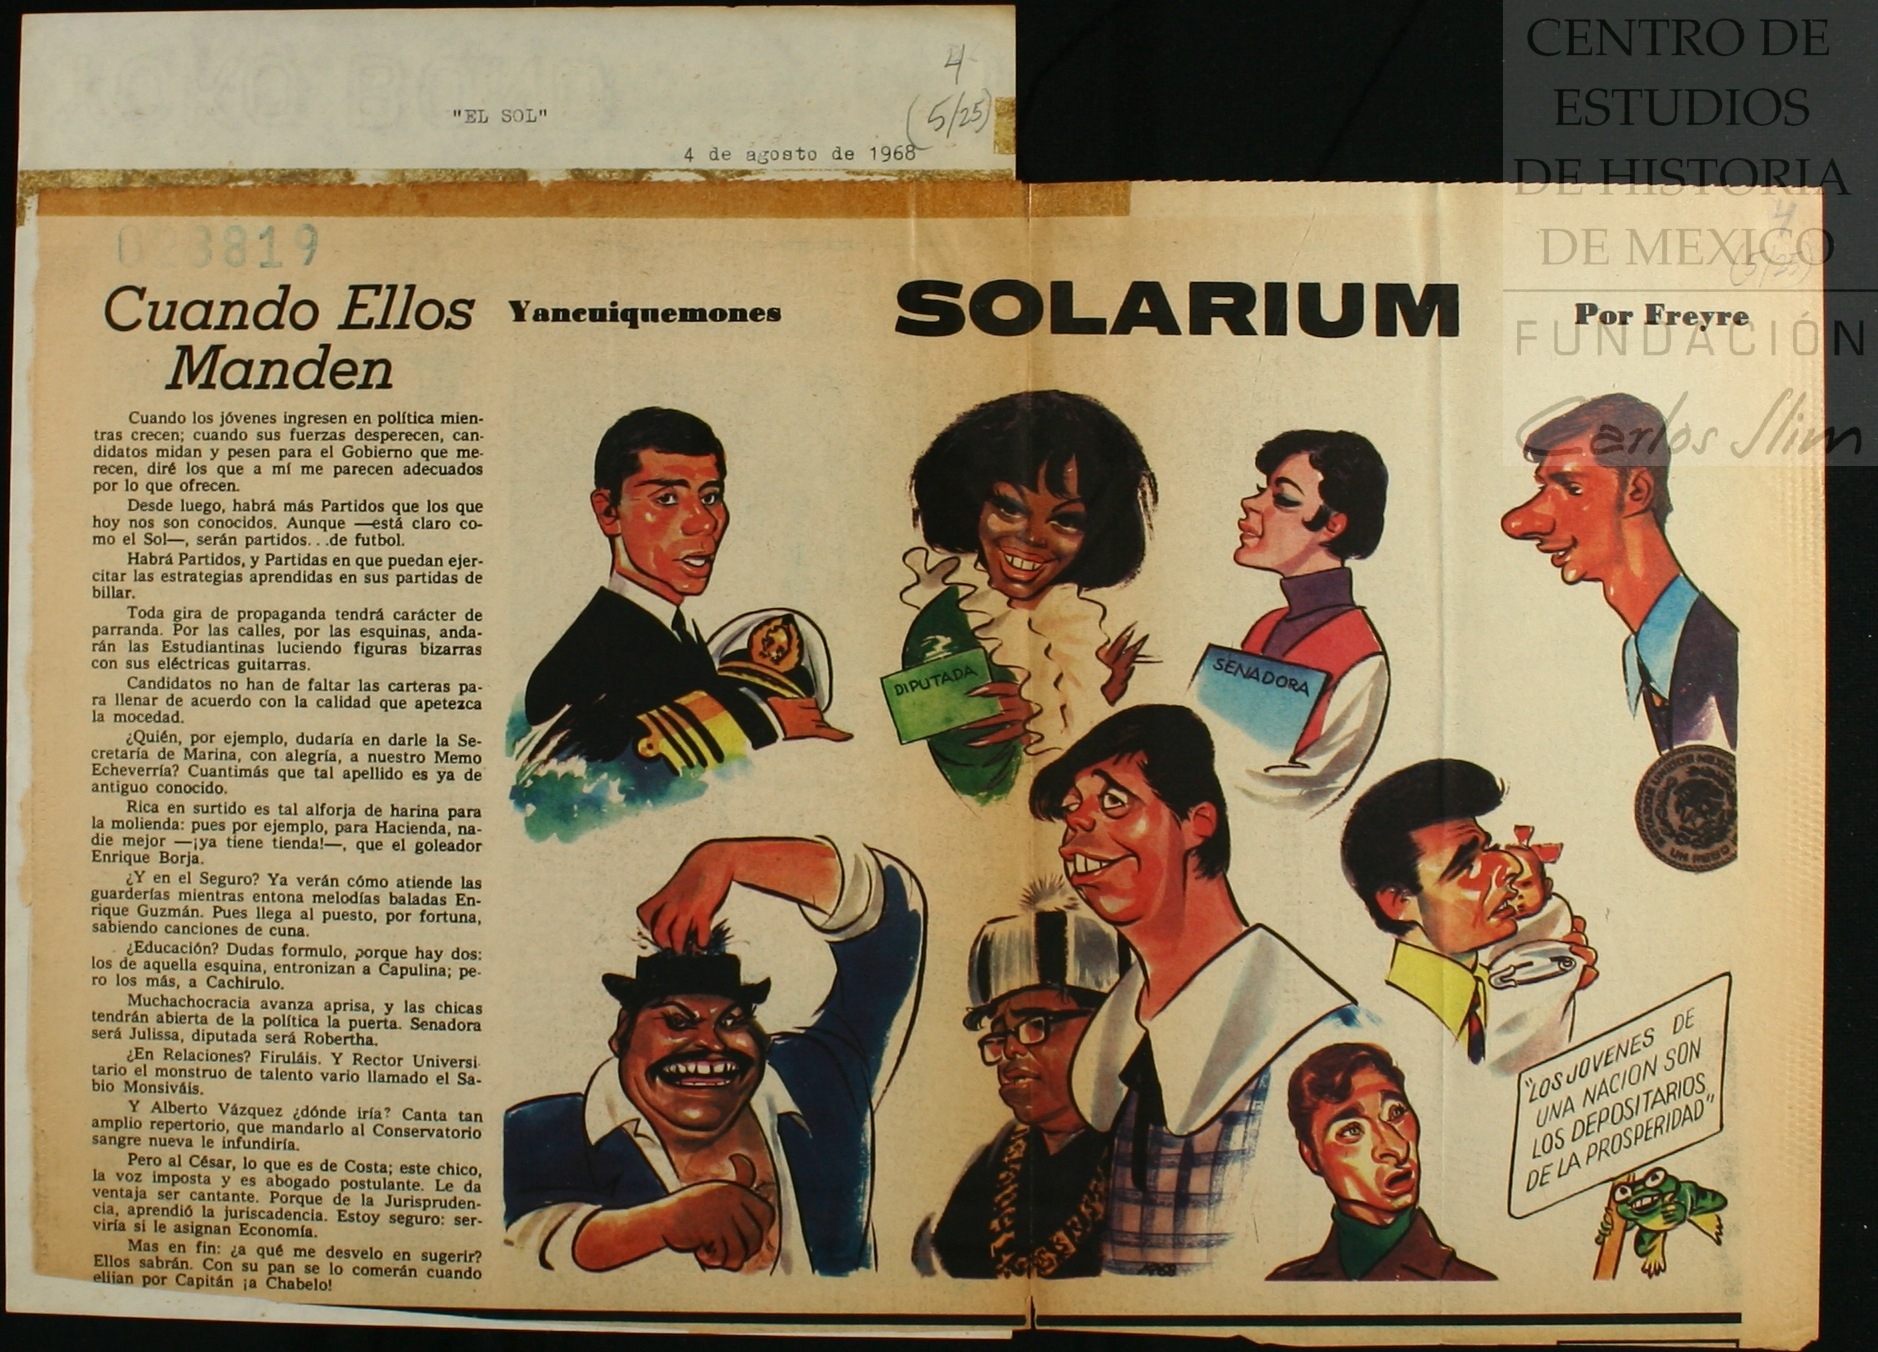 "EL SOL"
4
(5/25)
4 de agosto de 1968
CENTRO DE
ESTUDIOS
DE HISTORIA
DE MEXICO
FUNDACIÓN
Carlos Slim
4
(5/25)
023819
Cuando Ellos
Manden
Yancuiquemones
SOLARIUM
Por Freyre
Cuando los jóvenes ingresen en política mien-
tras crecen; cuando sus fuerzas desperecen, can-
didatos midan y pesen para el Gobierno que me-
recen, diré los que a mí me parecen adecuados
por lo que ofrecen.
Desde luego, habrá más Partidos que los que
hoy nos son conocidos. Aunque —está claro co-
mo el Sol—, serán partidos. . .de futbol.
Habrá Partidos, y Partidas en que puedan ejer-
citar las estrategias aprendidas en sus partidas de
billar.
Toda gira de propaganda tendrá carácter de
parranda. Por las calles, por las esquinas, anda-
rán las Estudiantinas luciendo figuras bizarras
con sus eléctricas guitarras.
Candidatos no han de faltar las carteras pa-
ra llenar de acuerdo con la calidad que apetezca
la mocedad.
¿Quién, por ejemplo, dudaría en darle la Se-
cretaría de Marina, con alegría, a nuestro Memo
Echeverría? Cuantimás que tal apellido es ya de
antiguo conocido.
Rica en surtido es tal alforja de harina para
la molienda: pues por ejemplo, para Hacienda, na-
die mejor —¡ya tiene tienda!—, que el goleador
Enrique Borja.
¿Y en el Seguro? Ya verán cómo atiende las
guarderías mientras entona melodías baladas En-
rique Guzmán. Pues llega al puesto, por fortuna,
sabiendo canciones de cuna.
¿Educación? Dudas formulo, porque hay dos:
los de aquella esquina, entronizan a Capulina; pe-
ro los más, a Cachirulo.
Muchachocracia avanza aprisa, y las chicas
tendrán abierta de la política la puerta. Senadora
será Julissa, diputada será Robertha.
¿En Relaciones? Firuláis. Y Rector Universi
tario el monstruo de talento vario llamado el Sa-
bio Monsiváis.
Y Alberto Vázquez ¿dónde iría? Canta tan
amplio repertorio, que mandarlo al Conservatorio
sangre nueva le infundiría.
Pero al César, lo que es de Costa; este chico,
la voz imposta y es abogado postulante. Le da
ventaja ser cantante. Porque de la Jurispruden-
cia, aprendió la juriscadencia. Estoy seguro: ser-
viría si le asignan Economía.
Mas en fin: ¿a qué me desvelo en sugerir?
Ellos sabrán. Con su pan se lo comerán cuando
elijan por Capitán ¡a Chabelo!
DIPUTADA
SENADORA
ESTADOS UNIDOS MEXICANOS
UN PESO
"LOS JOVENES DE
UNA NACION SON
LOS DEPOSITARIOS
DE LA PROSPERIDAD"
1968